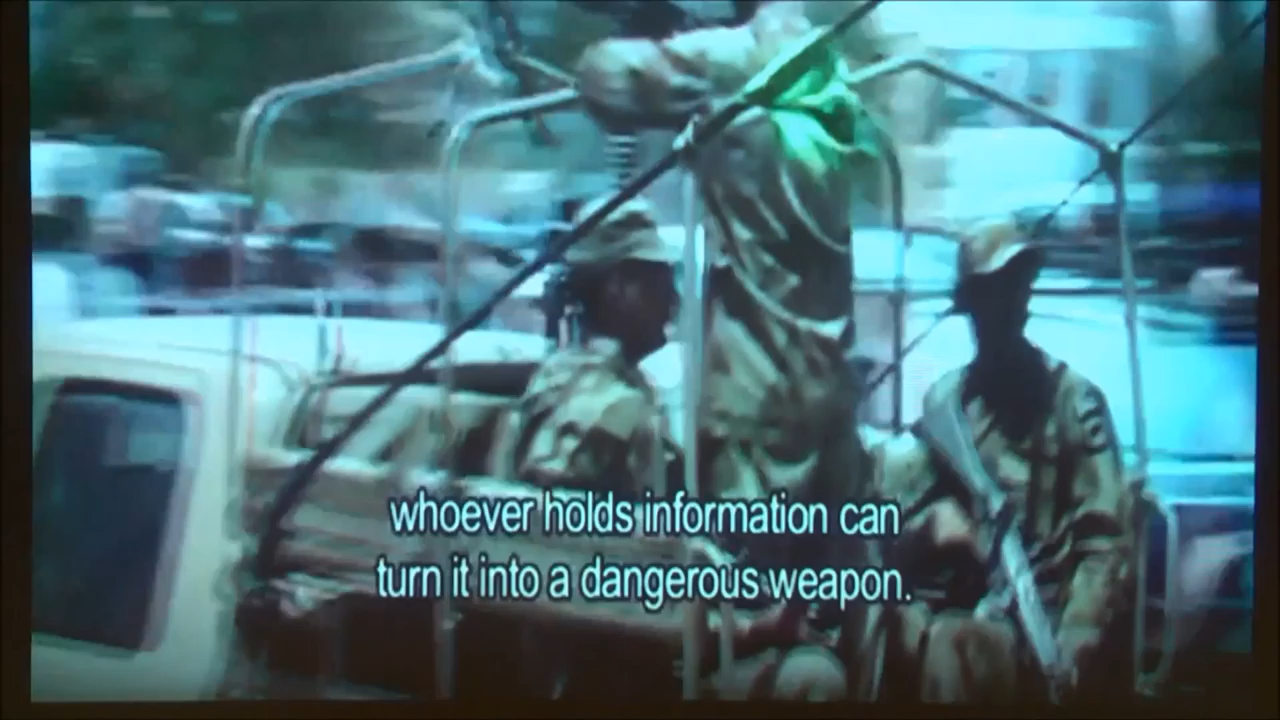 whoever holds information can
turn it into a dangerous weapon.